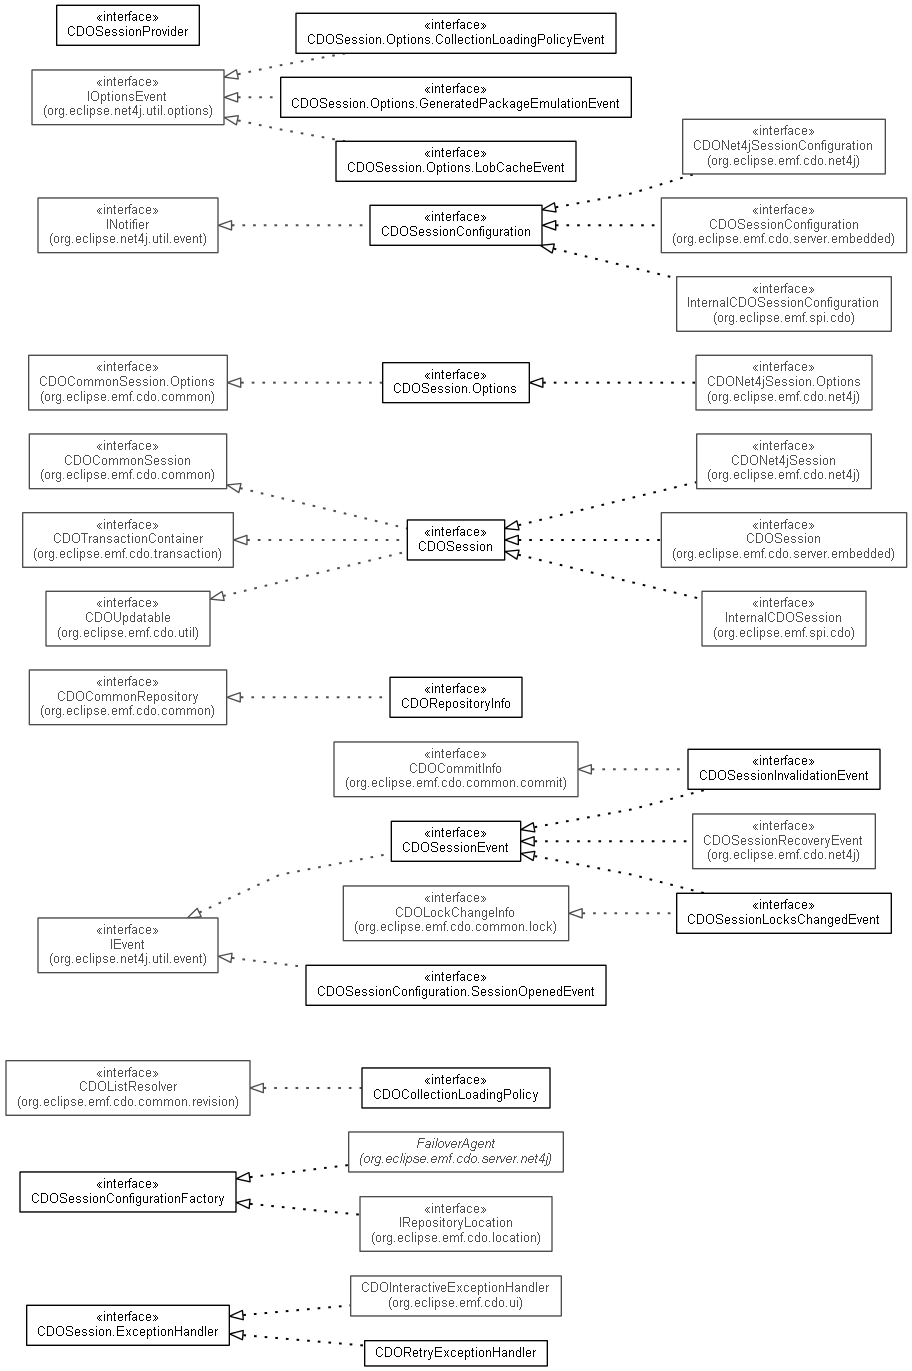 «interface»
CDOSessionProvider
«interface»
CDOSession.Options.CollectionLoadingPolicyEvent
«interface»
IOptionsEvent
(org.eclipse.net4j.util.options)
«interface»
CDOSession.Options.GeneratedPackageEmulationEvent
«interface»
CDOSession.Options.LobCacheEvent
«interface»
CDONet4jSessionConfiguration
(org.eclipse.emf.cdo.net4j)
«interface»
INotifier
(org.eclipse.net4j.util.event)
«interface»
CDOSessionConfiguration
«interface»
CDOSessionConfiguration
(org.eclipse.emf.cdo.server.embedded)
«interface»
InternalCDOSessionConfiguration
(org.eclipse.emf.spi.cdo)
«interface»
CDOCommonSession.Options
(org.eclipse.emf.cdo.common)
«interface»
CDOSession.Options
«interface»
CDONet4jSession.Options
(org.eclipse.emf.cdo.net4j)
«interface»
CDOCommonSession
(org.eclipse.emf.cdo.common)
«interface»
CDONet4jSession
(org.eclipse.emf.cdo.net4j)
«interface»
CDOTransactionContainer
(org.eclipse.emf.cdo.transaction)
«interface»
CDOSession
«interface»
CDOSession
(org.eclipse.emf.cdo.server.embedded)
«interface»
CDOUpdatable
(org.eclipse.emf.cdo.util)
«interface»
InternalCDOSession
(org.eclipse.emf.spi.cdo)
«interface»
CDOCommonRepository
(org.eclipse.emf.cdo.common)
«interface»
CDORepositoryInfo
«interface»
CDOCommitInfo
(org.eclipse.emf.cdo.common.commit)
«interface»
CDOSessionInvalidationEvent
«interface»
CDOSessionEvent
«interface»
CDOSessionRecoveryEvent
(org.eclipse.emf.cdo.net4j)
«interface»
CDOLockChangeInfo
(org.eclipse.emf.cdo.common.lock)
«interface»
CDOSessionLocksChangedEvent
«interface»
IEvent
(org.eclipse.net4j.util.event)
«interface»
CDOSessionConfiguration.SessionOpenedEvent
«interface»
CDOListResolver
(org.eclipse.emf.cdo.common.revision)
«interface»
CDOCollectionLoadingPolicy
FailoverAgent
(org.eclipse.emf.cdo.server.net4j)
«interface»
CDOSessionConfigurationFactory
«interface»
IRepositoryLocation
(org.eclipse.emf.cdo.location)
CDOInteractiveExceptionHandler
(org.eclipse.emf.cdo.ui)
«interface»
CDOSession.ExceptionHandler
CDORetryExceptionHandler